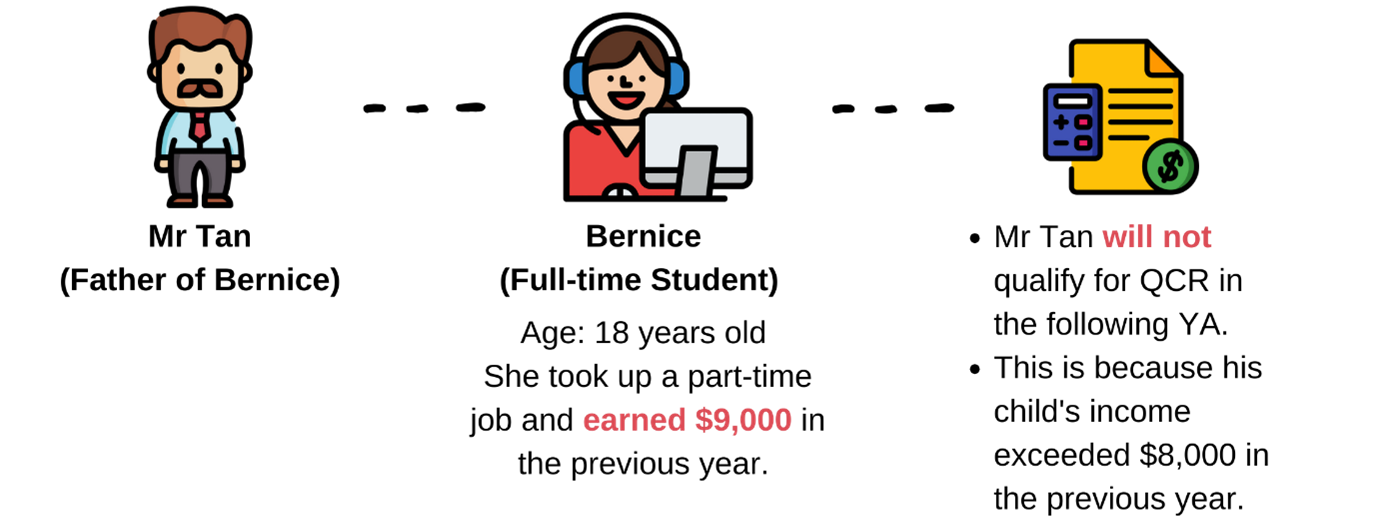 Mr Tan
(Father of Bernice)
Bernice
(Full-time Student)
Age: 18 years old
She took up a part-time
job and earned $9,000 in
the previous year.
• Mr Tan will not
qualify for QCR in
the following YA.
• This is because his
child's income
exceeded $8,000 in
the previous year.